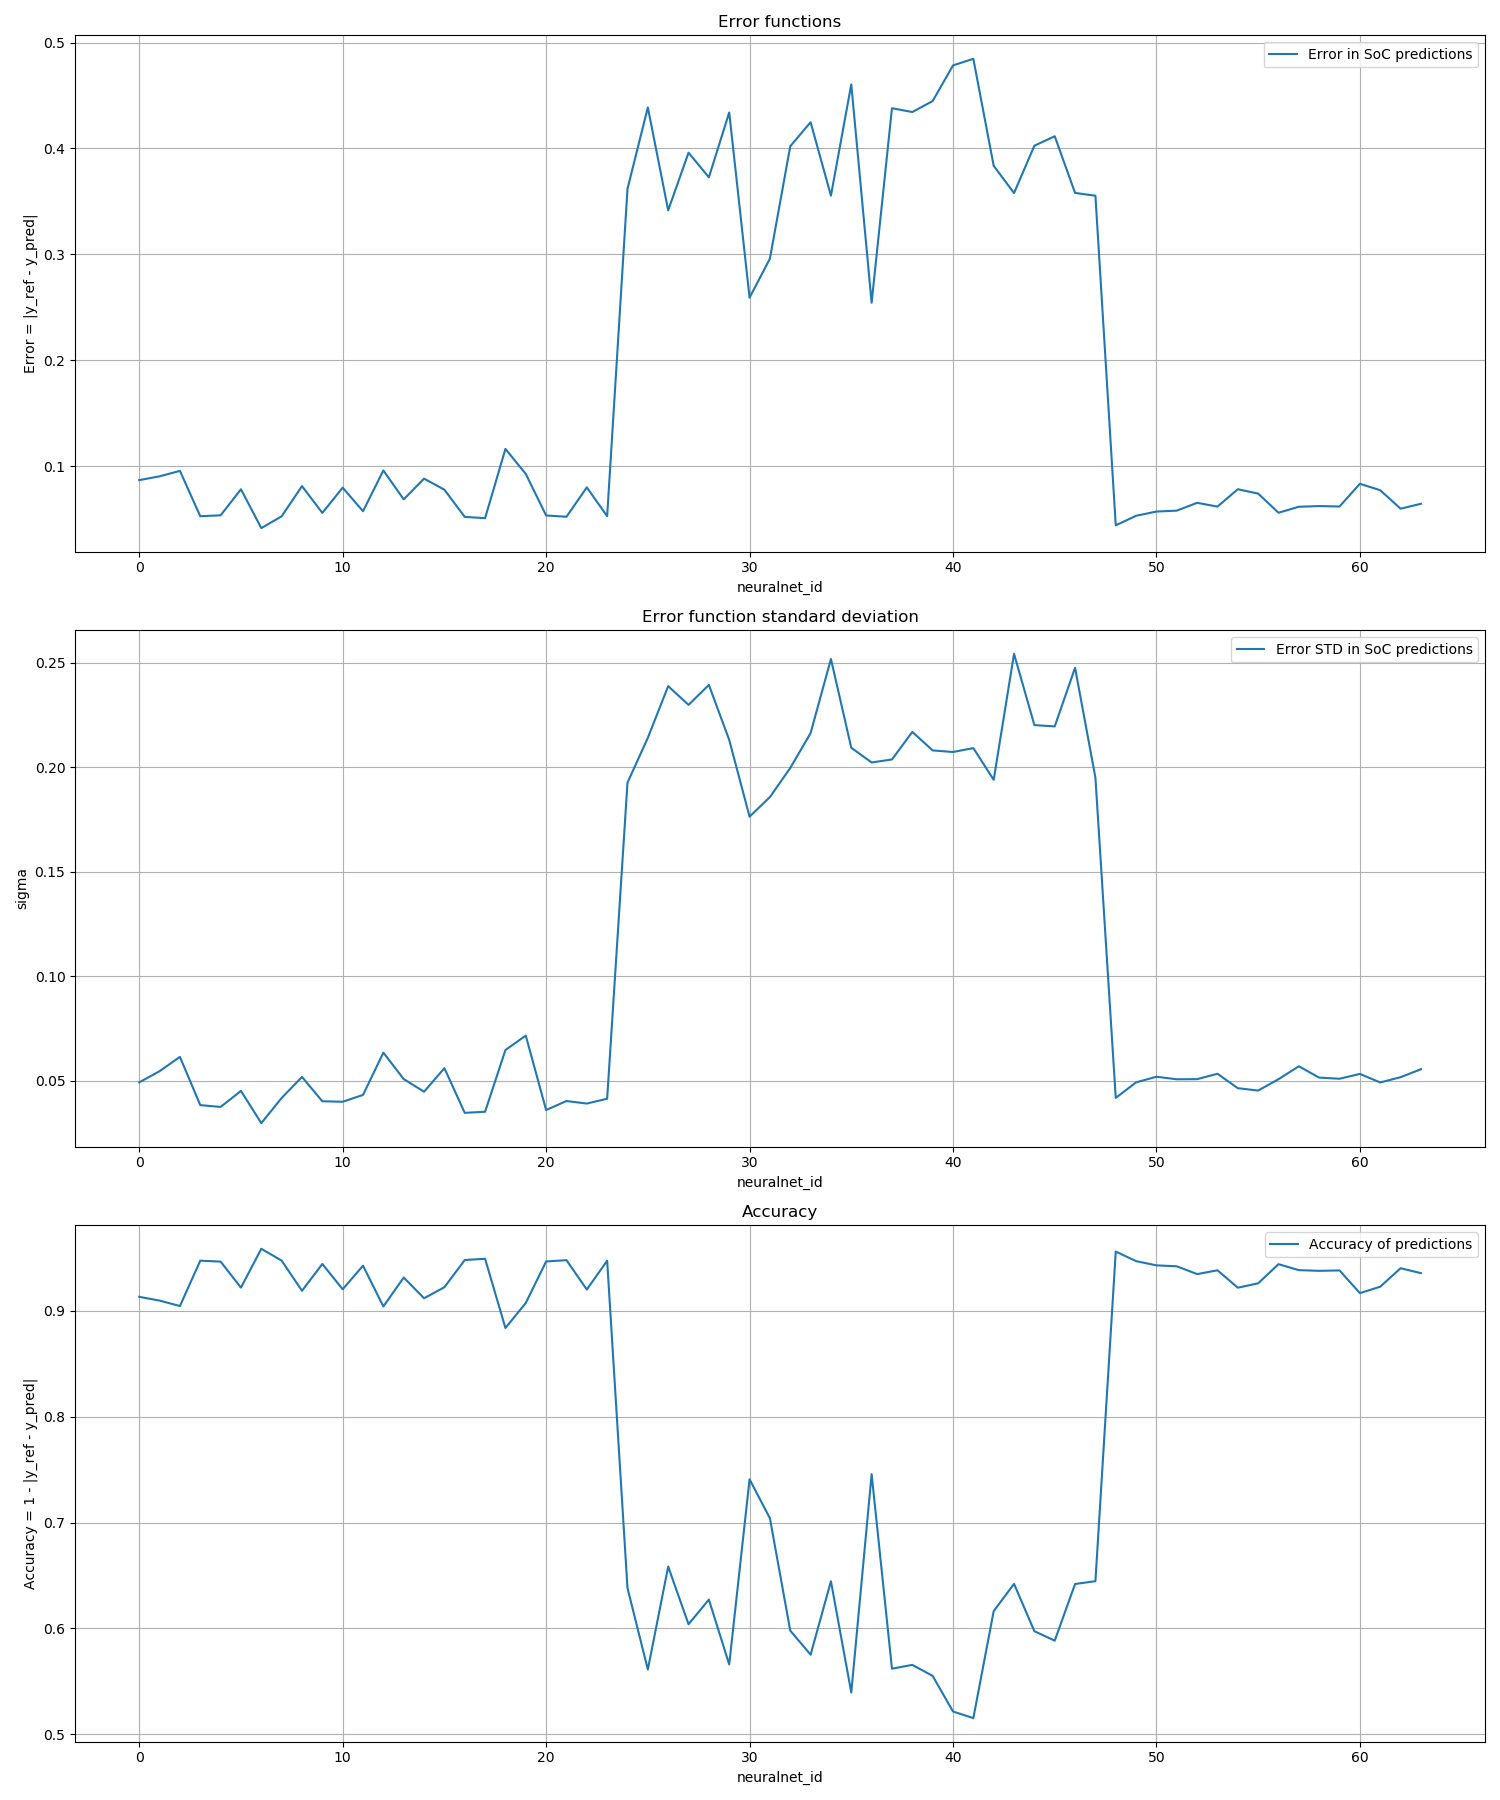 Error functions
Error in SoC predictions
0.5
0.4
0.3
0.2
0.1
Error = |y_ref - y_pred|
0 10 20 30 40 50 60
neuralnet_id
Error function standard deviation
Error STD in SoC predictions
0.25
0.20
0.15
0.10
0.05
sigma
0 10 20 30 40 50 60
neuralnet_id
Accuracy
Accuracy of predictions
0.9
0.8
0.7
0.6
0.5
Accuracy = 1 - |y_ref - y_pred|
0 10 20 30 40 50 60
neuralnet_id